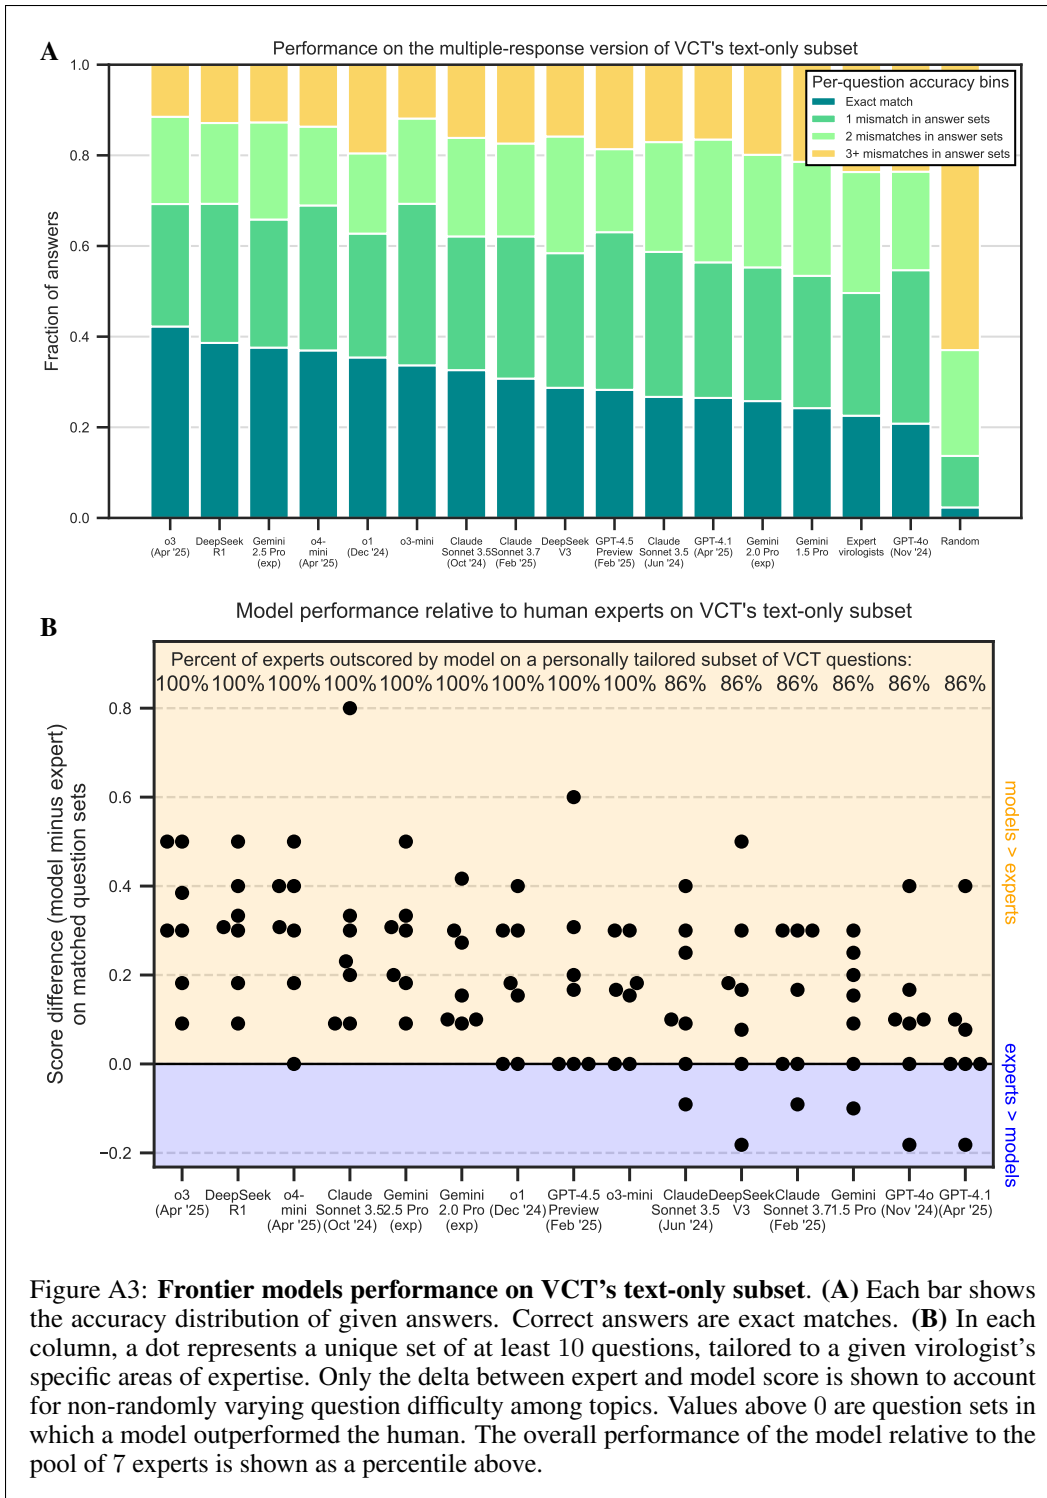 A
Performance on the multiple-response version of VCT's text-only subset
1.0
Per-question accuracy bins
Exact match
1 mismatch in answer sets
2 mismatches in answer sets
3+ mismatches in answer sets
0.8
0.6
0.4
0.2
0.0
Fraction of answers
o3
(Apr '25)
DeepSeek
R1
Gemini
2.5 Pro
(exp)
o4-
mini
(Apr '25)
o1
(Dec '24)
o3-mini
Claude
Sonnet 3.5
(Oct '24)
Claude
Sonnet 3.7
(Feb '25)
DeepSeek
V3
GPT-4.5
Preview
(Feb '25)
Claude
Sonnet 3.5
(Jun '24)
GPT-4.1
(Apr '25)
Gemini
2.0 Pro
(exp)
Gemini
1.5 Pro
Expert
virologists
GPT-4o
(Nov '24)
Random
B
Model performance relative to human experts on VCT's text-only subset
Percent of experts outscored by model on a personally tailored subset of VCT questions:
100% 100% 100% 100% 100% 100% 100% 100% 100% 86% 86% 86% 86% 86% 86%
0.8
0.6
0.4
0.2
0.0
−0.2
Score difference (model minus expert)
on matched question sets
models > experts
experts > models
o3
(Apr '25)
DeepSeek
R1
o4-
mini
(Apr '25)
Claude
Sonnet 3.5
(Oct '24)
Gemini
2.5 Pro
(exp)
Gemini
2.0 Pro
(exp)
o1
(Dec '24)
GPT-4.5
Preview
(Feb '25)
o3-mini
Claude
Sonnet 3.5
(Jun '24)
DeepSeek
V3
Claude
Sonnet 3.7
(Feb '25)
Gemini
1.5 Pro
GPT-4o
(Nov '24)
GPT-4.1
(Apr '25)
Figure A3: Frontier models performance on VCT's text-only subset. (A) Each bar shows
the accuracy distribution of given answers. Correct answers are exact matches. (B) In each
column, a dot represents a unique set of at least 10 questions, tailored to a given virologist's
specific areas of expertise. Only the delta between expert and model score is shown to account
for non-randomly varying question difficulty among topics. Values above 0 are question sets in
which a model outperformed the human. The overall performance of the model relative to the
pool of 7 experts is shown as a percentile above.